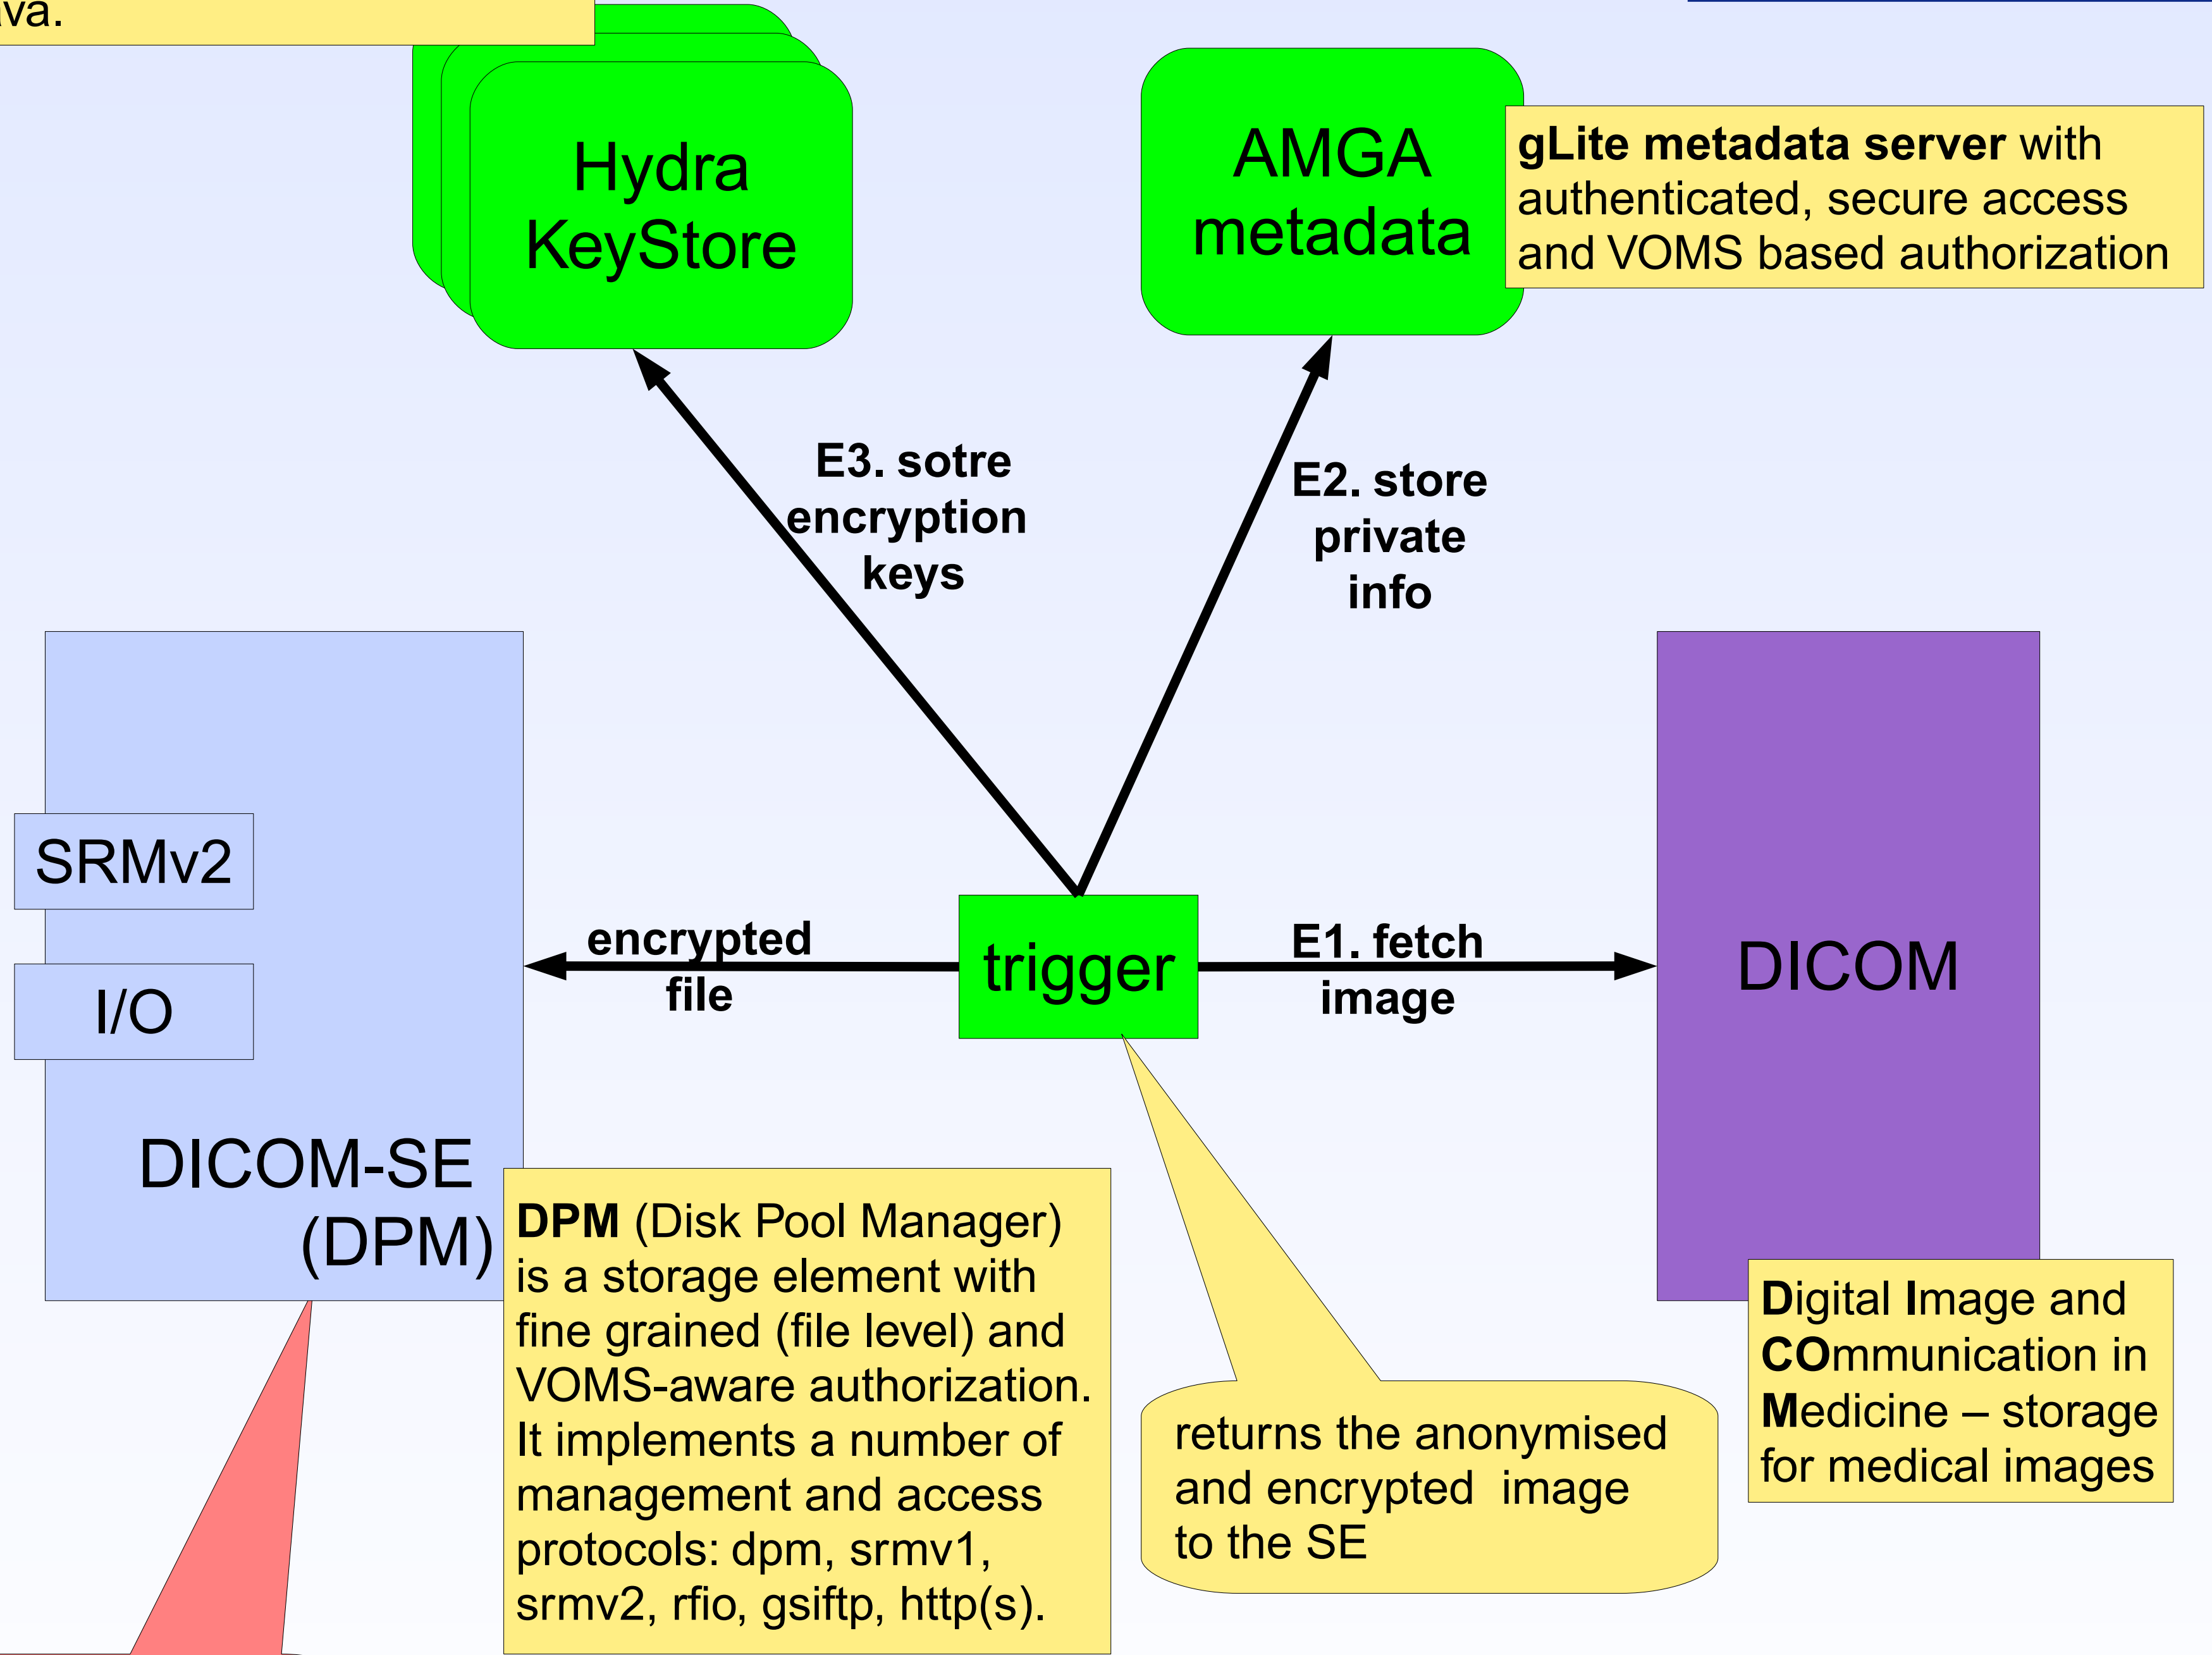 Hydra
KeyStore
AMGA
metadata
gLite metadata server with
authenticated, secure access
and VOMS based authorization
E3. sotre
encryption
keys
E2. store
private
info
SRMv2
I/O
DICOM-SE
(DPM)
encrypted
file
trigger
E1. fetch
image
DICOM
DPM (Disk Pool Manager)
is a storage element with
fine grained (file level) and
VOMS-aware authorization.
It implements a number of
management and access
protocols: dpm, srmv1,
srmv2, rfio, gsiftp, http(s).
returns the anonymised
and encrypted image
to the SE
Digital Image and
COmmunication in
Medicine – storage
for medical images